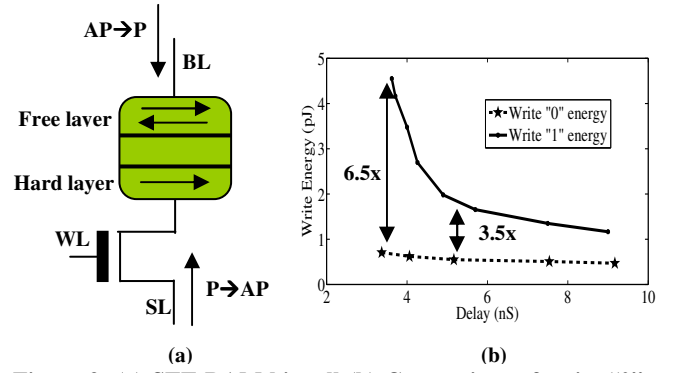 AP→P
BL
Free layer
Hard layer
WL
SL
P→AP
(a)
5
4
3
2
1
0
Write Energy (pJ)
Write "0" energy
Write "1" energy
6.5x
3.5x
2
4
6
8
10
Delay (nS)
(b)